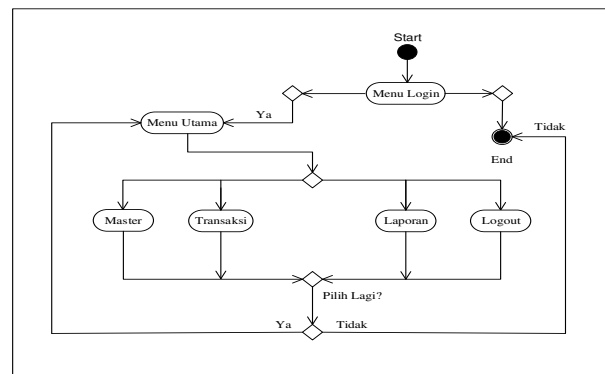 Start
Menu Login
Ya
Menu Utama
Tidak
End
Master
Transaksi
Laporan
Logout
Pilih Lagi?
Ya
Tidak